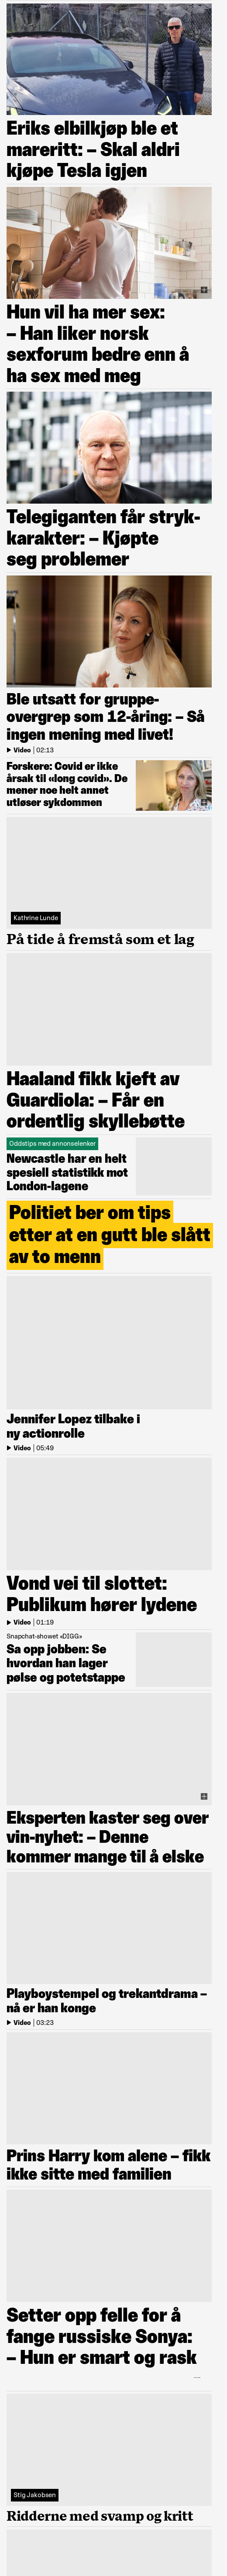 Eriks elbilkjøp ble et
mareritt: – Skal aldri
kjøpe Tesla igjen
Hun vil ha mer sex:
– Han liker norsk
sexforum bedre enn å
ha sex med meg
Telegiganten får stryk-
karakter: – Kjøpte
seg problemer
Ble utsatt for gruppe-
overgrep som 12-åring: – Så
ingen mening med livet!
Video | 02:13
Forskere: Covid er ikke
årsak til «long covid». De
mener noe helt annet
utløser sykdommen
Kathrine Lunde
På tide å fremstå som et lag
Haaland fikk kjeft av
Guardiola: – Får en
ordentlig skyllebøtte
Oddstips med annonselenker
Newcastle har en helt
spesiell statistikk mot
London-lagene
Politiet ber om tips
etter at en gutt ble slått
av to menn
Jennifer Lopez tilbake i
ny actionrolle
Video | 05:49
Vond vei til slottet:
Publikum hører lydene
Video | 01:19
Snapchat-showet «DIGG»
Sa opp jobben: Se
hvordan han lager
pølse og potetstappe
Eksperten kaster seg over
vin-nyhet: – Denne
kommer mange til å elske
Playboystempel og trekantdrama –
nå er han konge
Video | 03:23
Prins Harry kom alene – fikk
ikke sitte med familien
Setter opp felle for å
fange russiske Sonya:
– Hun er smart og rask
Stig Jakobsen
Ridderne med svamp og kritt